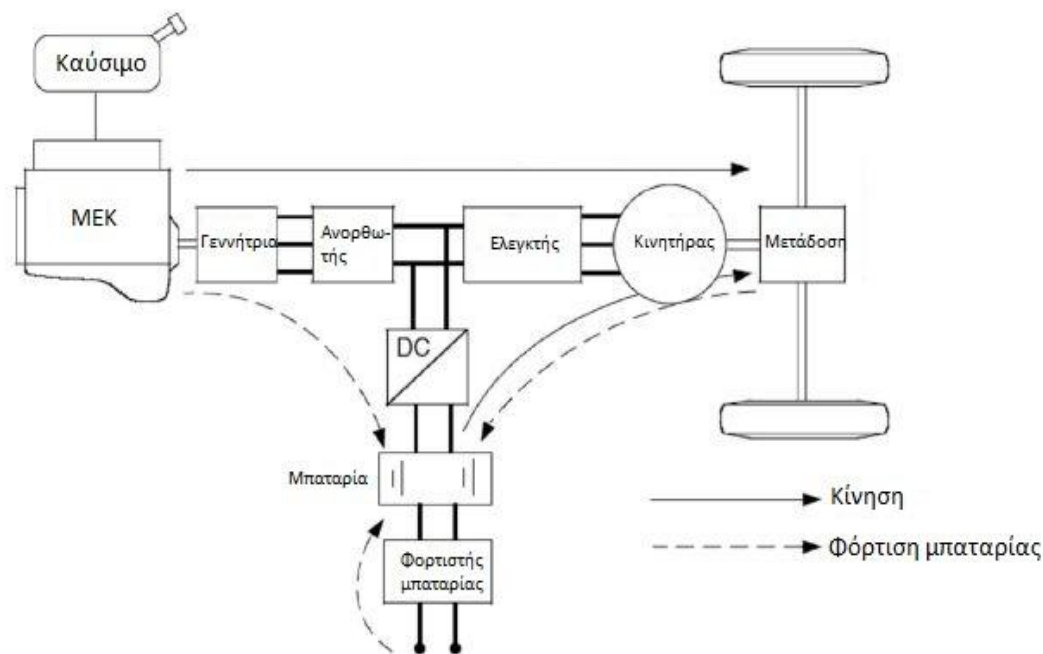 Καύσιμο
ΜΕΚ
Γεννήτρια
Ανορθω-
τής
Ελεγκτής
Κινητήρας
Μετάδοση
DC
Μπαταρία
Κίνηση
Φόρτιση μπαταρίας
Φορτιστής
μπαταρίας